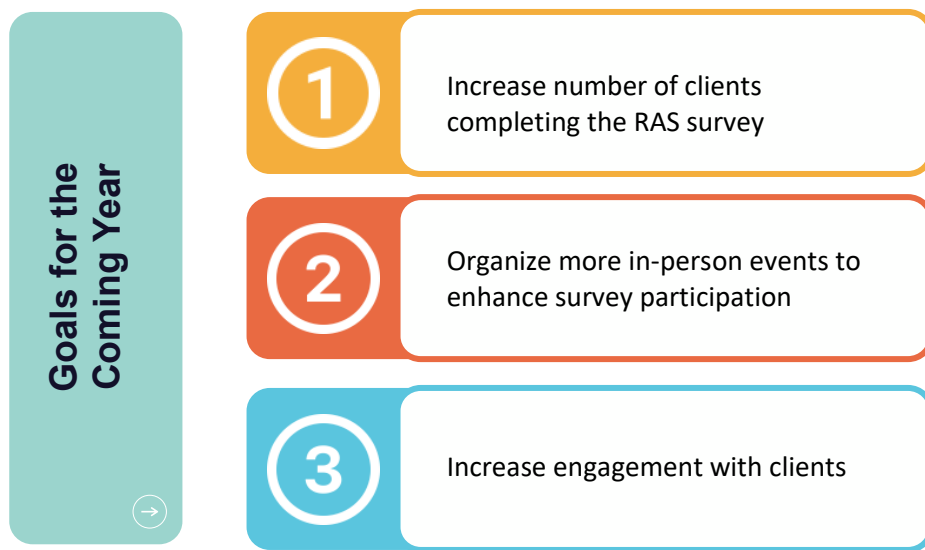 Goals for the
Coming Year
1
Increase number of clients
completing the RAS survey
2
Organize more in-person events to
enhance survey participation
3
Increase engagement with clients